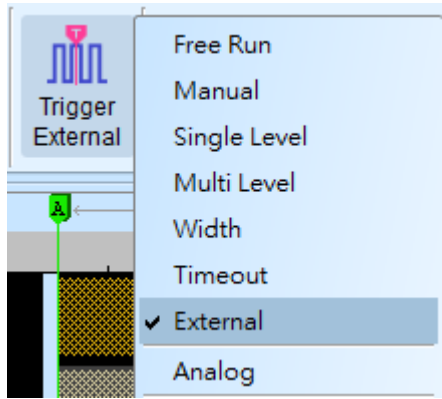 T
Trigger
External
A
Free Run
Manual
Single Level
Multi Level
Width
Timeout
External
Analog